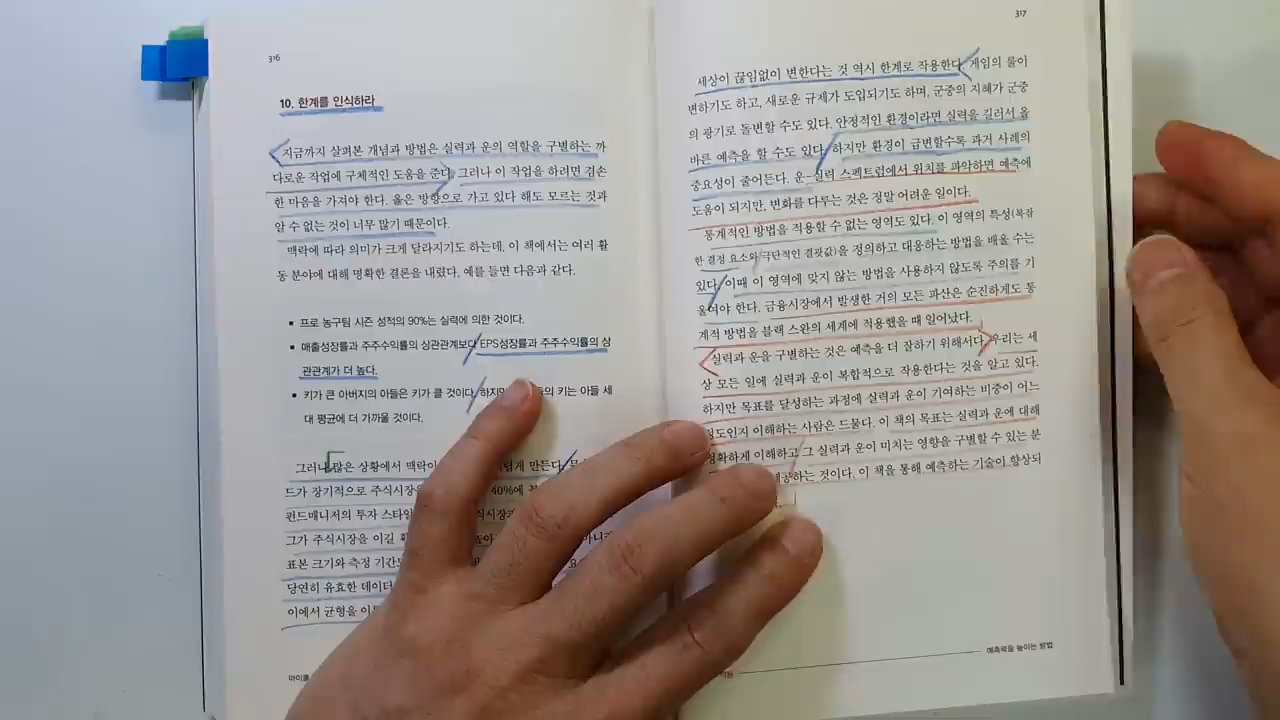 316
10. 한계를 인식하라
지금까지 살펴본 개념과 방법은 실력과 운의 역할을 구별하는 까
다로운 작업에 구체적인 도움을 준다. 그러나 이 작업을 하려면 겸손
한 마음을 가져야 한다. 옳은 방향으로 가고 있다 해도 모르는 것과
알 수 없는 것이 너무 많기 때문이다.
맥락에 따라 의미가 크게 달라지기도 하는데, 이 책에서는 여러 활
동 분야에 대해 명확한 결론을 내렸다. 예를 들면 다음과 같다.
▪ 프로 농구팀 시즌 성적의 90%는 실력에 의한 것이다.
▪ 매출성장률과 주주수익률의 상관관계보다 EPS성장률과 주주수익률의 상
관관계가 더 높다.
▪ 키가 큰 아버지의 아들은 키가 클 것이다. 하지만 키는 아들 세
대 평균에 더 가까울 것이다.
그러나 많은 상황에서 맥락이 만든다.
드가 장기적으로 주식시장을 40%에
펀드매니저의 투자 스타일
그가 주식시장을 이길
표본 크기와 측정 기간도
당연히 유효한 데이터
이에서 균형을
317
세상이 끊임없이 변한다는 것 역시 한계로 작용한다. 게임의 룰이
변하기도 하고, 새로운 규제가 도입되기도 하며, 군중의 지혜가 군중
의 광기로 돌변할 수도 있다. 안정적인 환경이라면 실력을 길러서 올
바른 예측을 할 수도 있다. 하지만 환경이 급변할수록 과거 사례의
중요성이 줄어든다. 운-실력 스펙트럼에서 위치를 파악하면 예측에
도움이 되지만, 변화를 다루는 것은 정말 어려운 일이다.
통계적인 방법을 적용할 수 없는 영역도 있다. 이 영역의 특성(복잡
한 결정 요소와 극단적인 결괏값)을 정의하고 대응하는 방법을 배울 수는
있다. 이때 이 영역에 맞지 않는 방법을 사용하지 않도록 주의를 기
울여야 한다. 금융시장에서 발생한 거의 모든 파산은 순진하게도 통
계적 방법을 블랙 스완의 세계에 적용했을 때 일어났다.
실력과 운을 구별하는 것은 예측을 더 잘하기 위해서다. 우리는 세
상 모든 일에 실력과 운이 복합적으로 작용한다는 것을 알고 있다.
하지만 목표를 달성하는 과정에 실력과 운이 기여하는 비중이 어느
정도인지 이해하는 사람은 드물다. 이 책의 목표는 실력과 운에 대해
정확하게 이해하고 그 실력과 운이 미치는 영향을 구별할 수 있는 분
제공하는 것이다. 이 책을 통해 예측하는 기술이 향상되
예측력을 높이는 방법